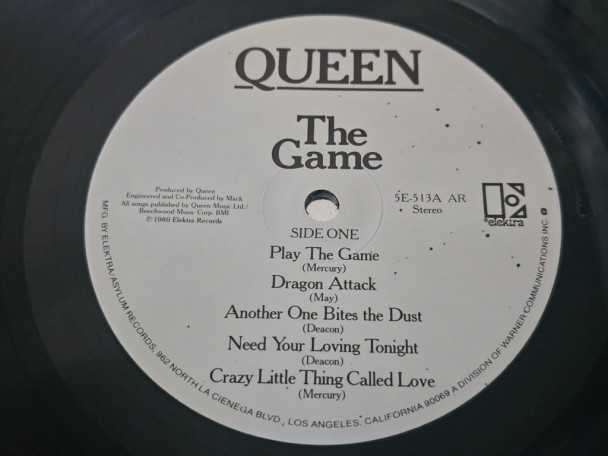 QUEEN
The
Game
Produced by Queen
Engineered and Co-Produced by Mack
All songs published by Queen Music Ltd./
Beechwood Music Corp. BMI
℗ 1980 Elektra Records
5E-513A AR
Stereo
elektra
SIDE ONE
Play The Game
(Mercury)
Dragon Attack
(May)
Another One Bites the Dust
(Deacon)
Need Your Loving Tonight
(Deacon)
Crazy Little Thing Called Love
(Mercury)
MFG. BY ELEKTRA/ASYLUM RECORDS, 962 NORTH LA CIENEGA BLVD., LOS ANGELES, CALIFORNIA 90069 A DIVISION OF WARNER COMMUNICATIONS INC.